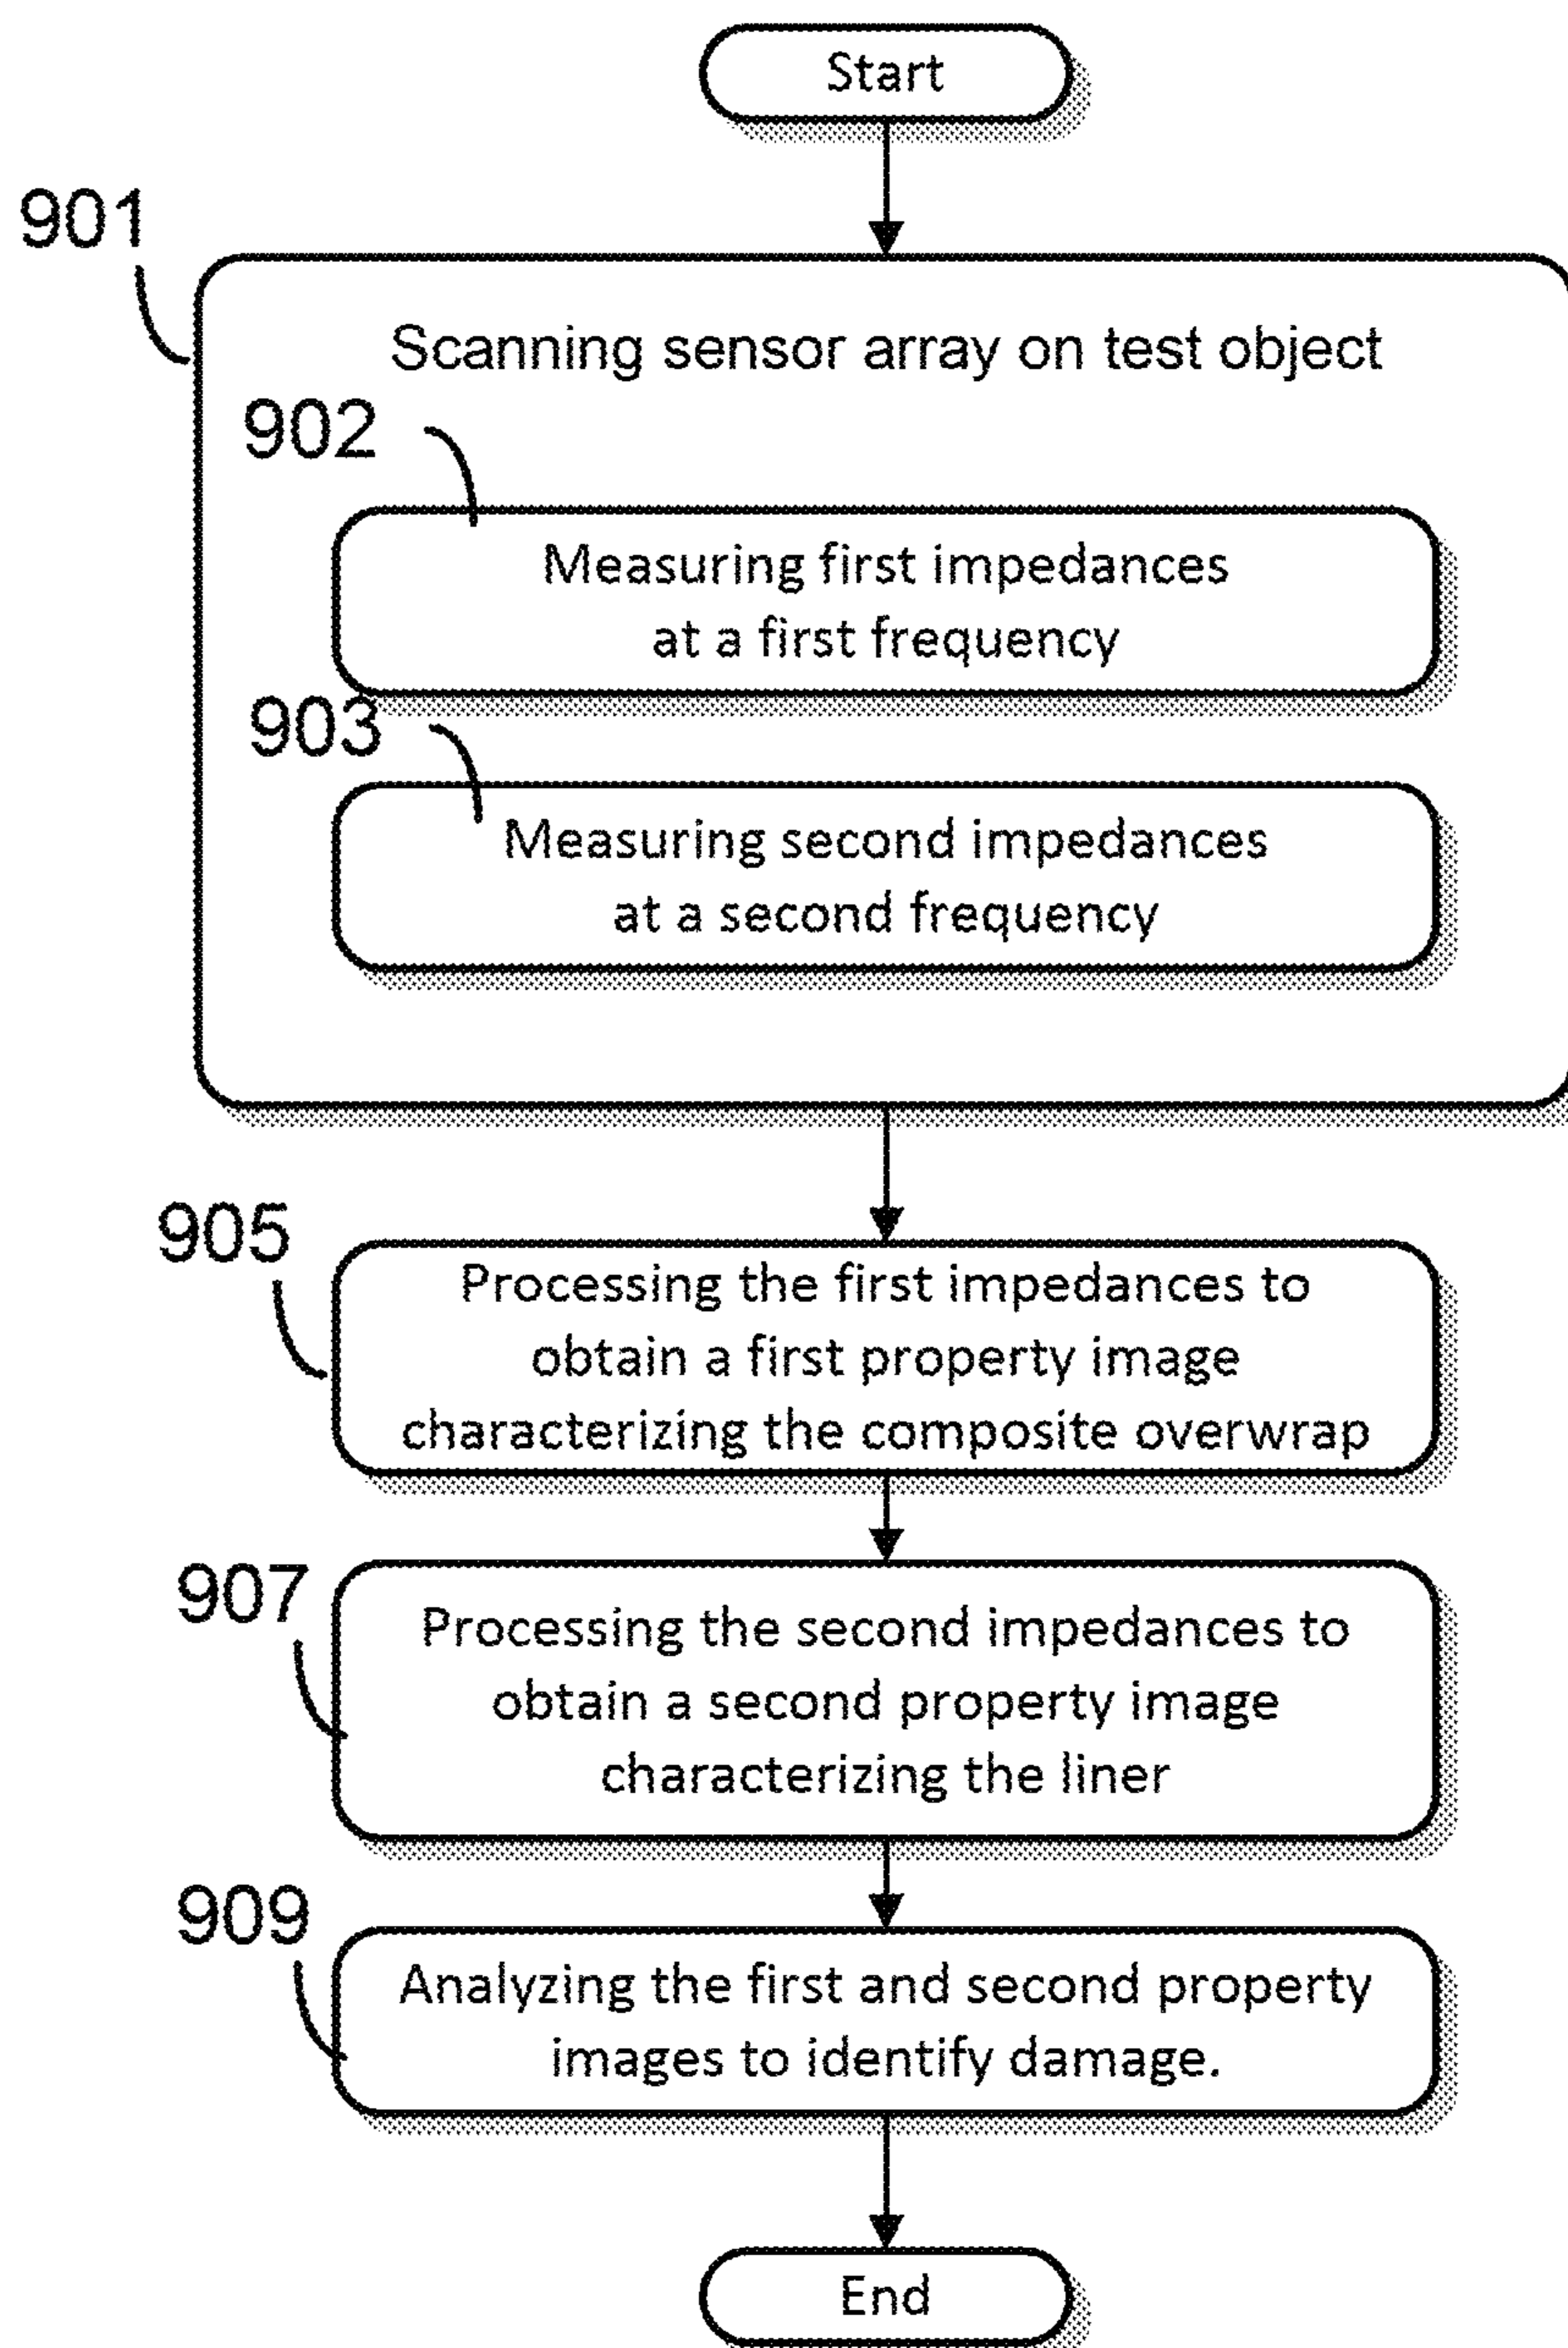 Start
901
Scanning sensor array on test object
902
Measuring first impedances
at a first frequency
903
Measuring second impedances
at a second frequency
905
Processing the first impedances to
obtain a first property image
characterizing the composite overwrap
907
Processing the second impedances to
obtain a second property image
characterizing the liner
909
Analyzing the first and second property
images to identify damage.
End